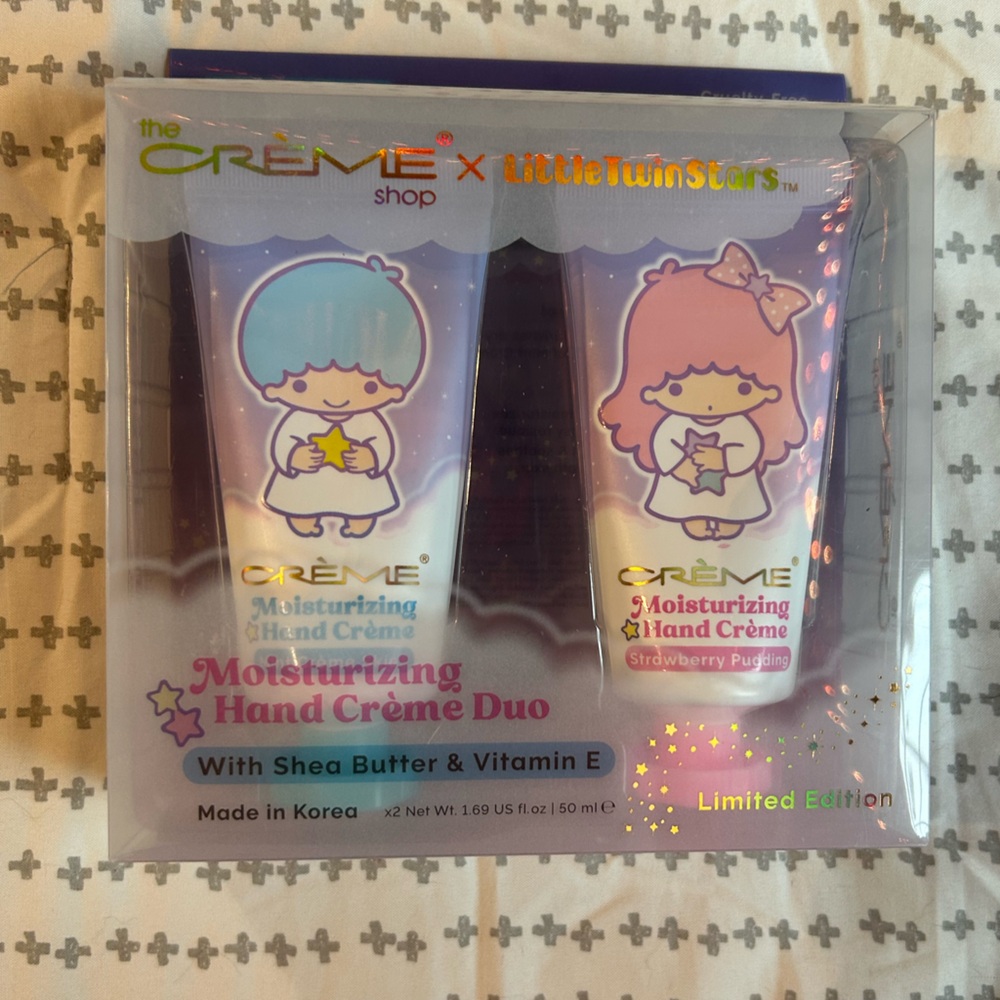 Cruelty-Free
the
CRÈME® x LittleTwinStars™
shop
CRÈME®
Moisturizing
Hand Crème
CRÈME®
Moisturizing
Hand Crème
Strawberry Pudding
Moisturizing
Hand Crème Duo
With Shea Butter & Vitamin E
Made in Korea x2 Net Wt. 1.69 US fl.oz | 50 ml ℮
Limited Edition